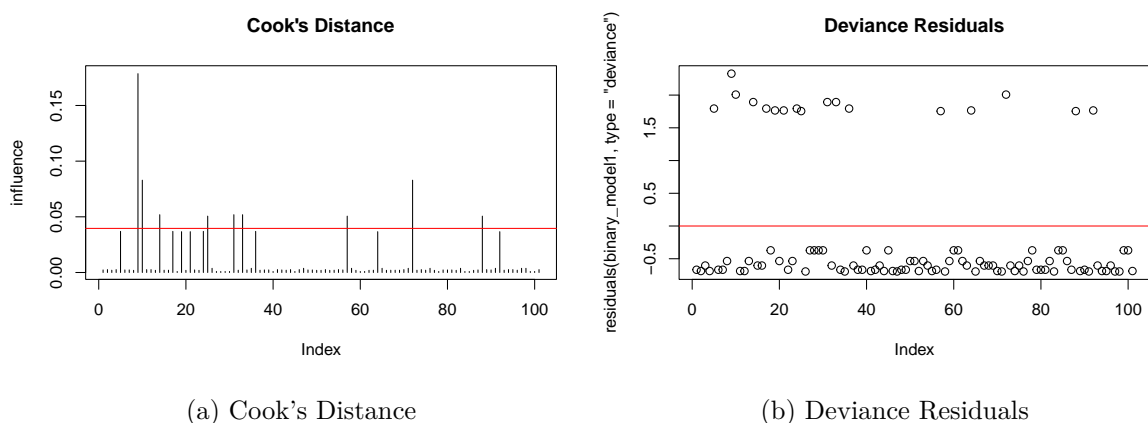 Cook's Distance
influence
0.00
0.05
0.10
0.15
0
20
40
60
80
100
Index
(a) Cook's Distance
Deviance Residuals
residuals(binary_model1, type = "deviance")
−0.5
0.5
1.5
0
20
40
60
80
100
Index
(b) Deviance Residuals